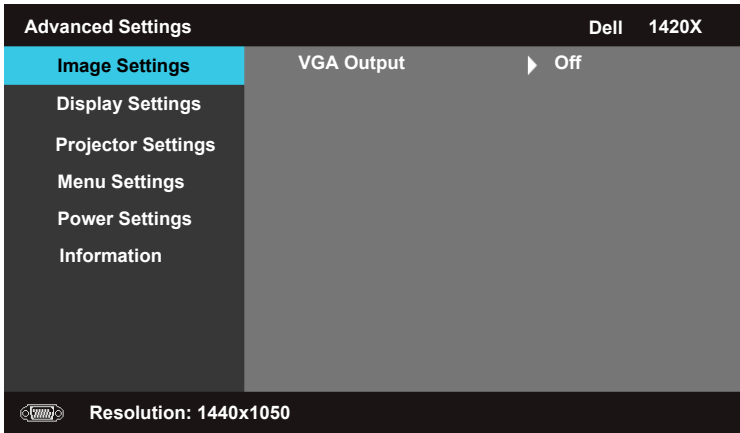 Advanced Settings Dell 1420X
Image Settings VGA Output Off
Display Settings
Projector Settings
Menu Settings
Power Settings
Information
Resolution: 1440x1050